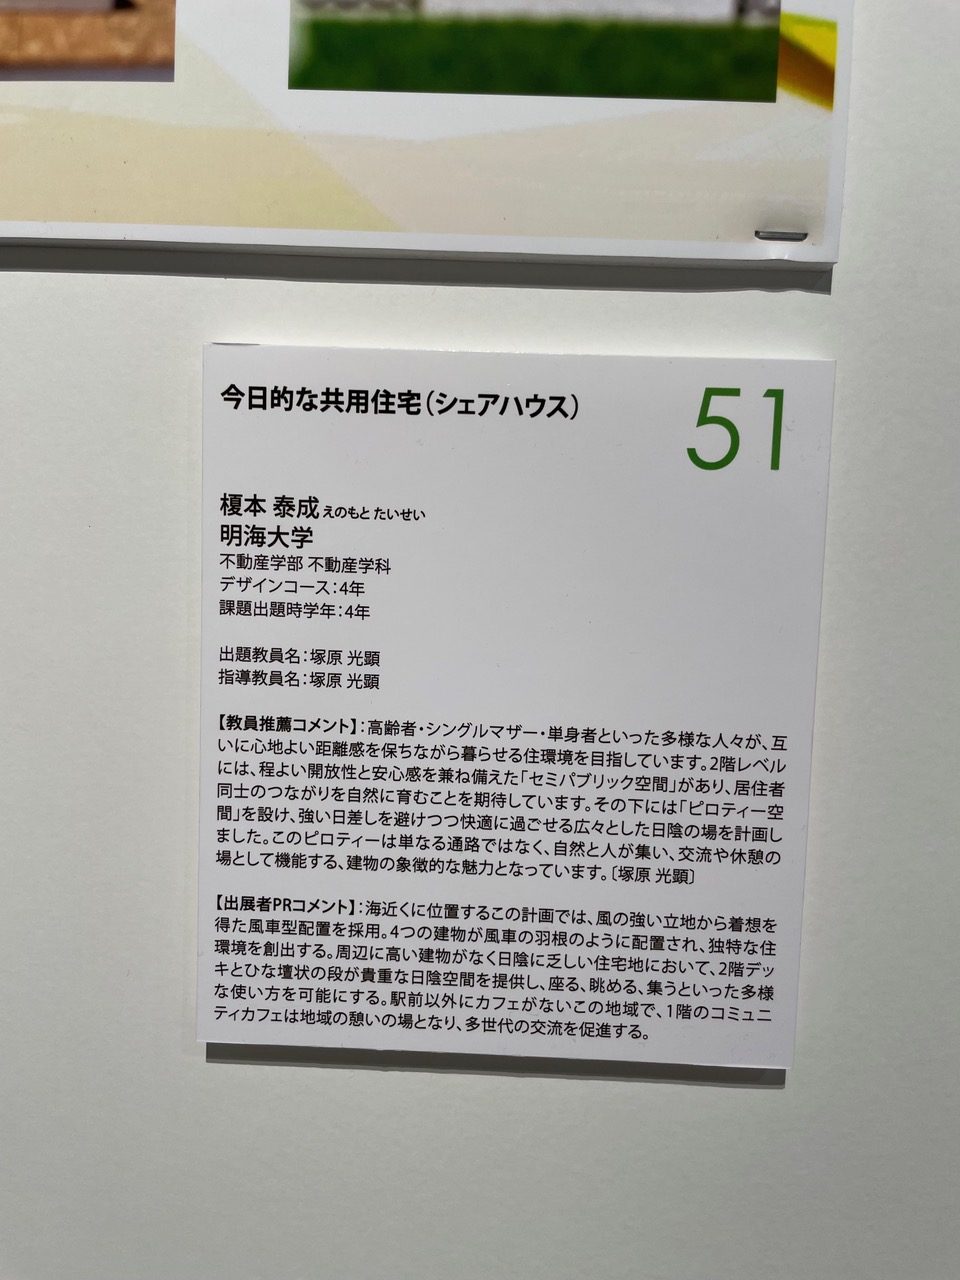 今日的な共用住宅（シェアハウス）
51
榎本 泰成 えのもと たいせい
明海大学
不動産学部 不動産学科
デザインコース：4年
課題出題時学年：4年
出題教員名：塚原 光顕
指導教員名：塚原 光顕
【教員推薦コメント】：高齢者・シングルマザー・単身者といった多様な人々が、互
いに心地よい距離感を保ちながら暮らせる住環境を目指しています。2階レベル
には、程よい開放性と安心感を兼ね備えた「セミパブリック空間」があり、居住者
同士のつながりを自然に育むことを期待しています。その下には「ピロティー空
間」を設け、強い日差しを避けつつ快適に過ごせる広々とした日陰の場を計画し
ました。このピロティーは単なる通路ではなく、自然と人が集い、交流や休憩の
場として機能する、建物の象徴的な魅力となっています。〔塚原 光顕〕
【出展者PRコメント】：海近くに位置するこの計画では、風の強い立地から着想を
得た風車型配置を採用。4つの建物が風車の羽根のように配置され、独特な住
環境を創出する。周辺に高い建物がなく日陰に乏しい住宅地において、2階デッ
キとひな壇状の段が貴重な日陰空間を提供し、座る、眺める、集うといった多様
な使い方を可能にする。駅前以外にカフェがないこの地域で、1階のコミュニ
ティカフェは地域の憩いの場となり、多世代の交流を促進する。